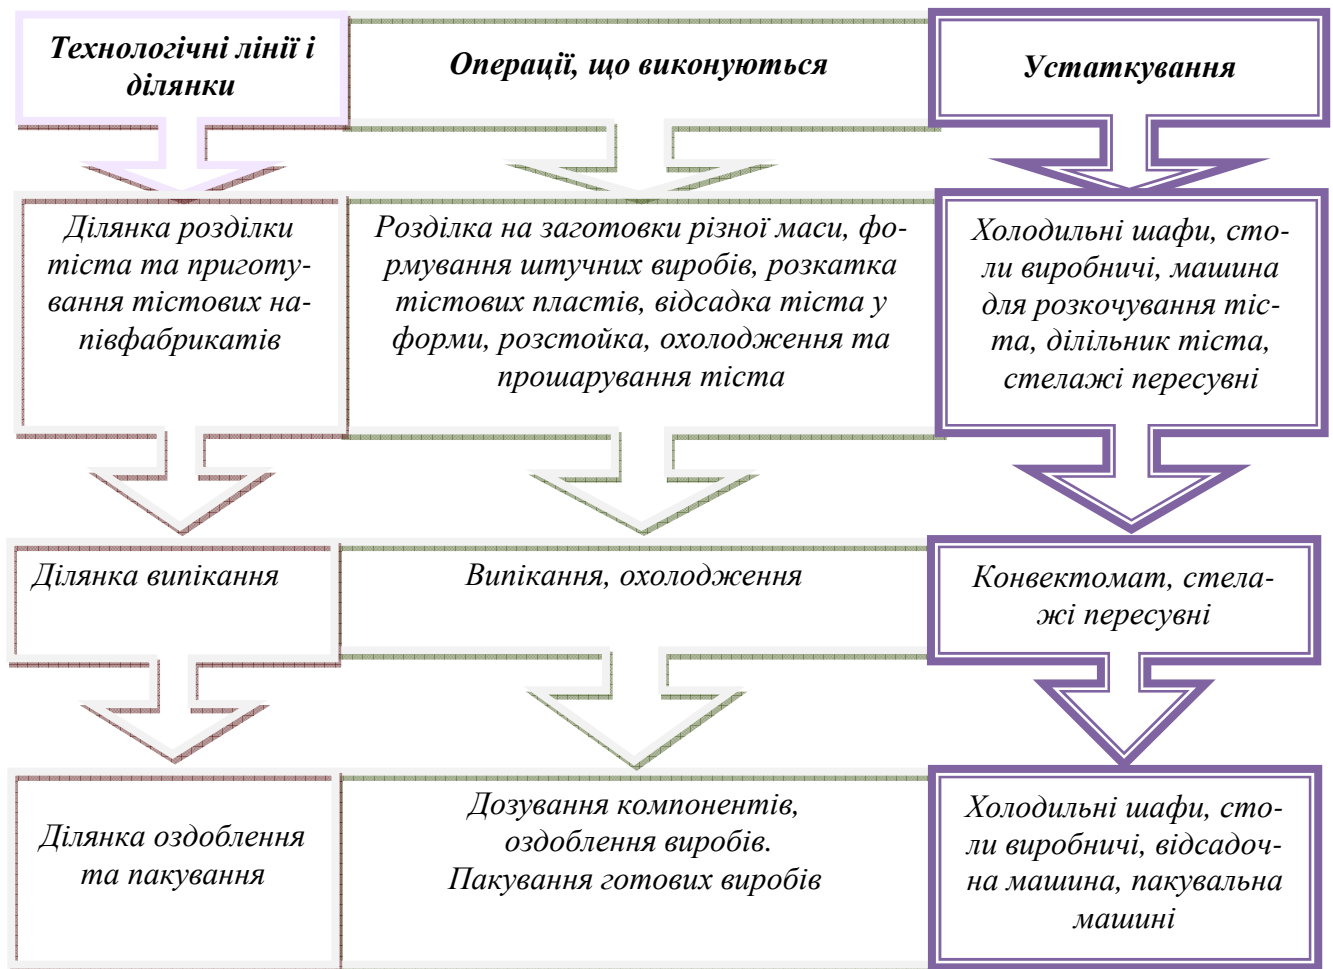 Технологічні лінії і
ділянки
Операції, що виконуються
Устаткування
Ділянка розділки
тіста та приготу-
вання тістових на-
півфабрикатів
Розділка на заготовки різної маси, фо-
рмування штучних виробів, розкатка
тістових пластів, відсадка тіста у
форми, розстойка, охолодження та
прошарування тіста
Холодильні шафи, сто-
ли виробничі, машина
для розкочування тіс-
та, ділільник тіста,
стелажі пересувні
Ділянка випікання
Випікання, охолодження
Конвектомат, стела-
жі пересувні
Ділянка оздоблення
та пакування
Дозування компонентів,
оздоблення виробів.
Пакування готових виробів
Холодильні шафи, сто-
ли виробничі, відсадоч-
на машина, пакувальна
машині